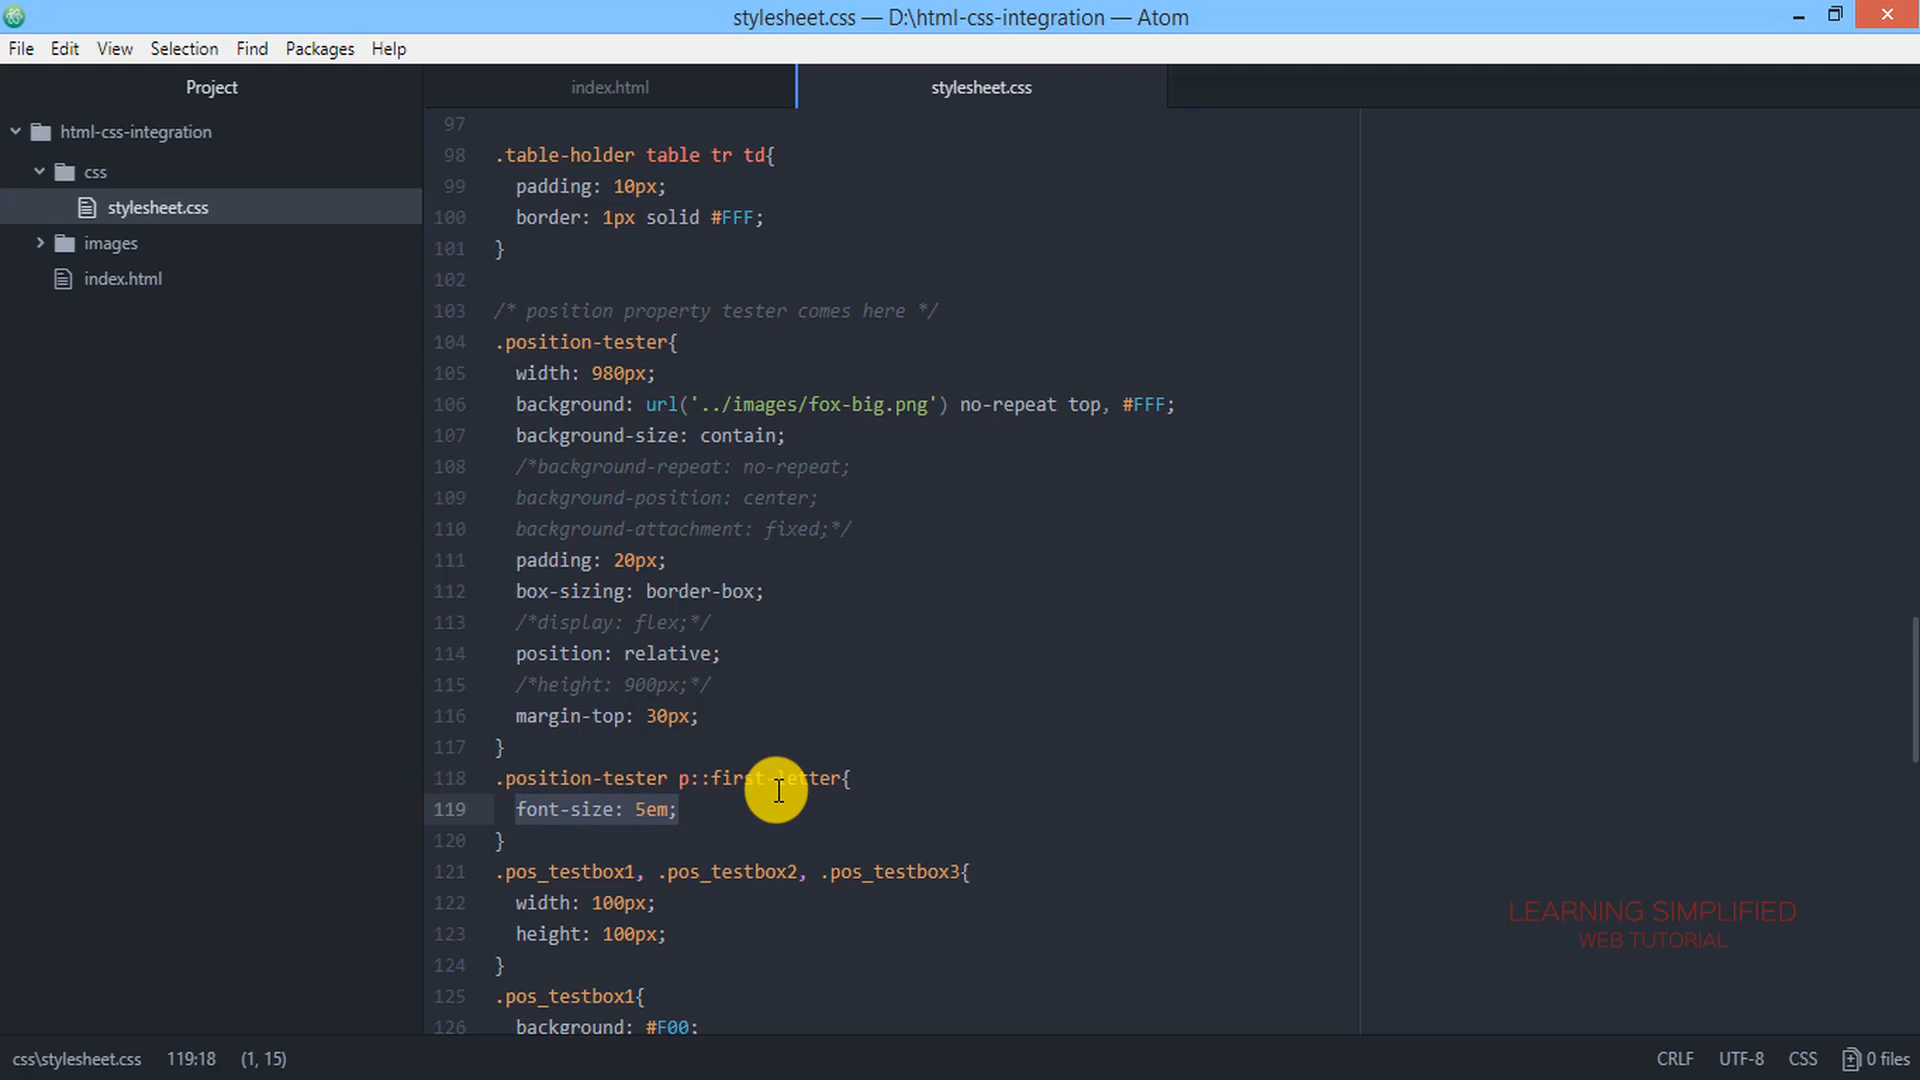 stylesheet.css — D:\html-css-integration — Atom
File Edit View Selection Find Packages Help
Project
html-css-integration
css
stylesheet.css
images
index.html
index.html
stylesheet.css
97
98 .table-holder table tr td{
99 padding: 10px;
100 border: 1px solid #FFF;
101 }
102
103 /* position property tester comes here */
104 .position-tester{
105 width: 980px;
106 background: url('../images/fox-big.png') no-repeat top, #FFF;
107 background-size: contain;
108 /*background-repeat: no-repeat;
109 background-position: center;
110 background-attachment: fixed;*/
111 padding: 20px;
112 box-sizing: border-box;
113 /*display: flex;*/
114 position: relative;
115 /*height: 900px;*/
116 margin-top: 30px;
117 }
118 .position-tester p::first-letter{
119 font-size: 5em;
120 }
121 .pos_testbox1, .pos_testbox2, .pos_testbox3{
122 width: 100px;
123 height: 100px;
124 }
125 .pos_testbox1{
126 background: #F00;
LEARNING SIMPLIFIED
WEB TUTORIAL
css\stylesheet.css 119:18 (1, 15)
CRLF UTF-8 CSS 0 files